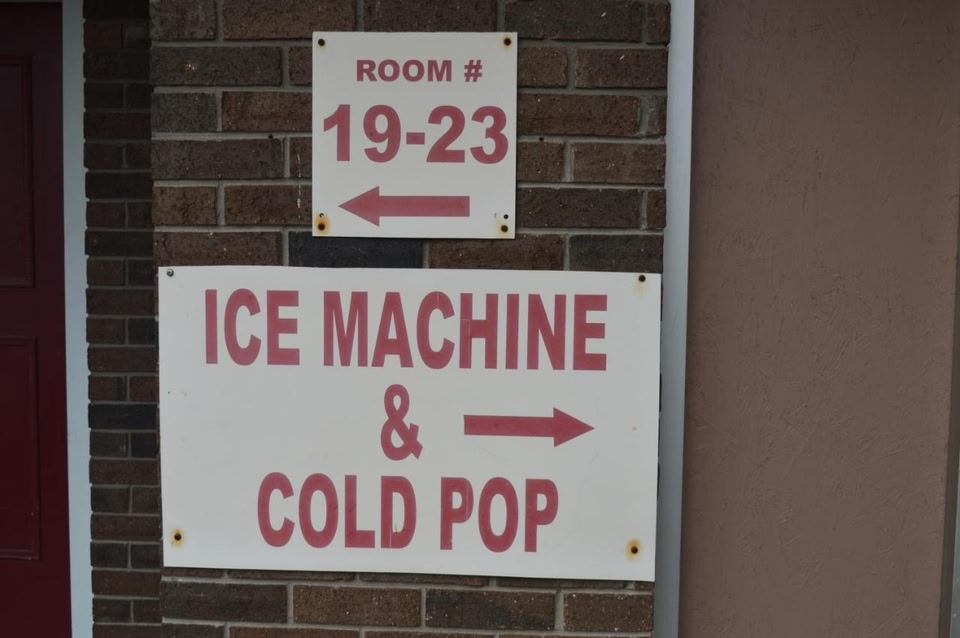 ROOM #
19-23
ICE MACHINE
&
COLD POP